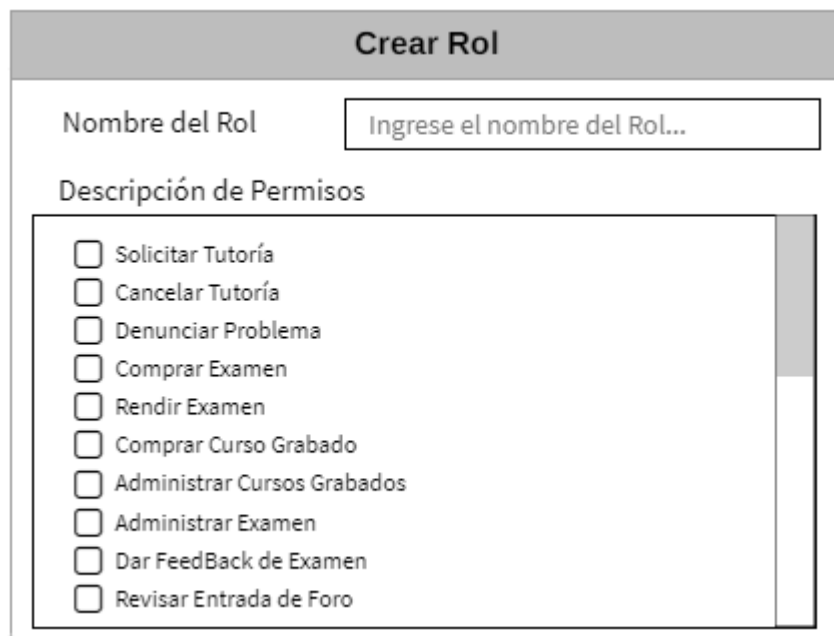 Crear Rol
Nombre del Rol Ingrese el nombre del Rol...
Descripción de Permisos
Solicitar Tutoría
Cancelar Tutoría
Denunciar Problema
Comprar Examen
Rendir Examen
Comprar Curso Grabado
Administrar Cursos Grabados
Administrar Examen
Dar FeedBack de Examen
Revisar Entrada de Foro